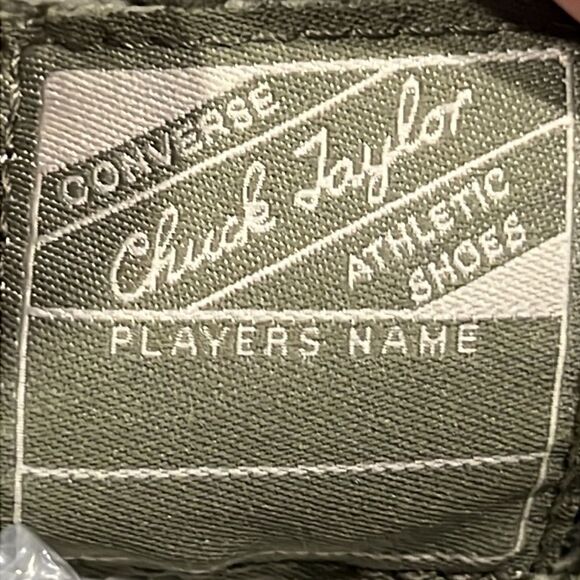 CONVERSE
Chuck Taylor
ATHLETIC
SHOES
PLAYERS NAME